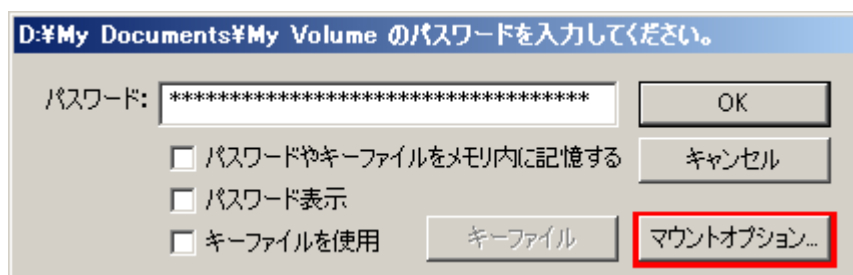 D:¥My Documents¥My Volume のパスワードを入力してください。
パスワード: *********************************** OK
パスワードやキーファイルをメモリ内に記憶する キャンセル
パスワード表示
キーファイルを使用 キーファイル マウントオプション...